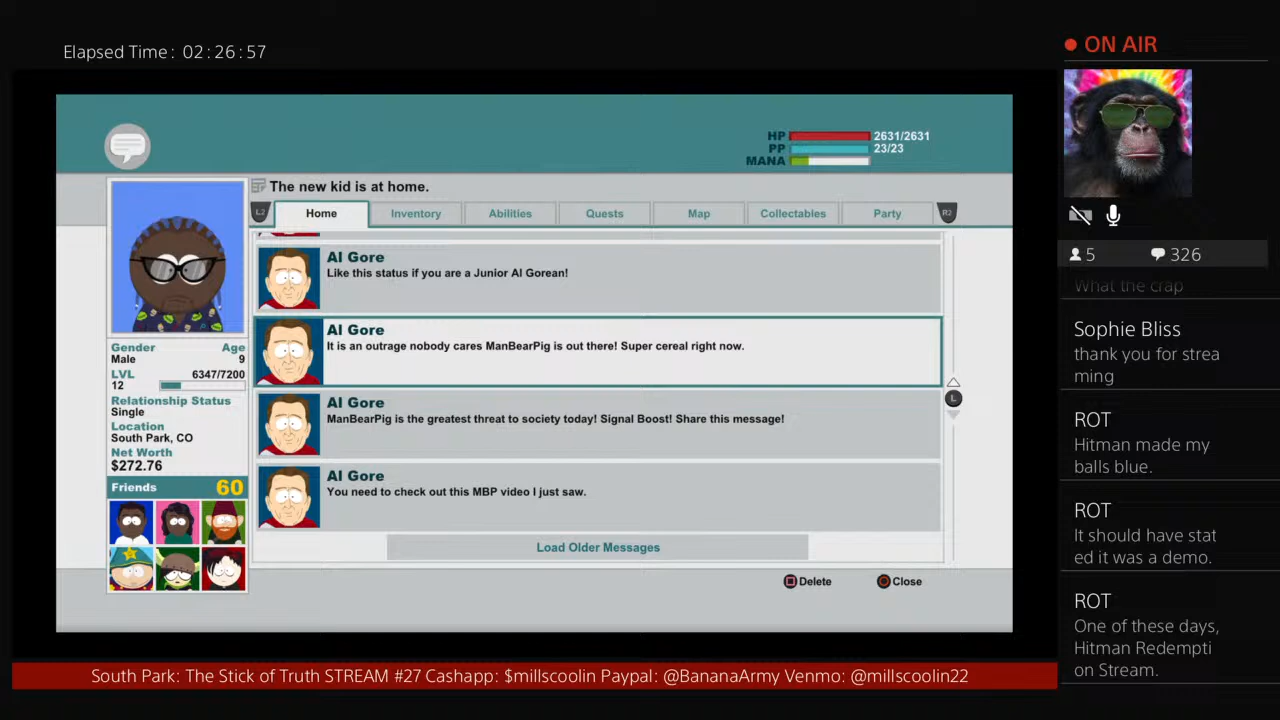 Elapsed Time: 02:26:57
ON AIR
HP 2631/2631
PP 23/23
MANA
The new kid is at home.
L2 Home Inventory Abilities Quests Map Collectables Party R2
Al Gore
Like this status if you are a Junior Al Gorean!
Al Gore
It is an outrage nobody cares ManBearPig is out there! Super cereal right now.
Al Gore
ManBearPig is the greatest threat to society today! Signal Boost! Share this message!
Al Gore
You need to check out this MBP video I just saw.
Load Older Messages
L
Delete Close
Gender Age
Male 9
LVL 6347/7200
12
Relationship Status
Single
Location
South Park, CO
Net Worth
$272.76
Friends 60
5 326
What the crap
Sophie Bliss
thank you for strea
ming
ROT
Hitman made my
balls blue.
ROT
It should have stat
ed it was a demo.
ROT
One of these days,
Hitman Redempti
on Stream.
South Park: The Stick of Truth STREAM #27 Cashapp: $millscoolin Paypal: @BananaArmy Venmo: @millscoolin22